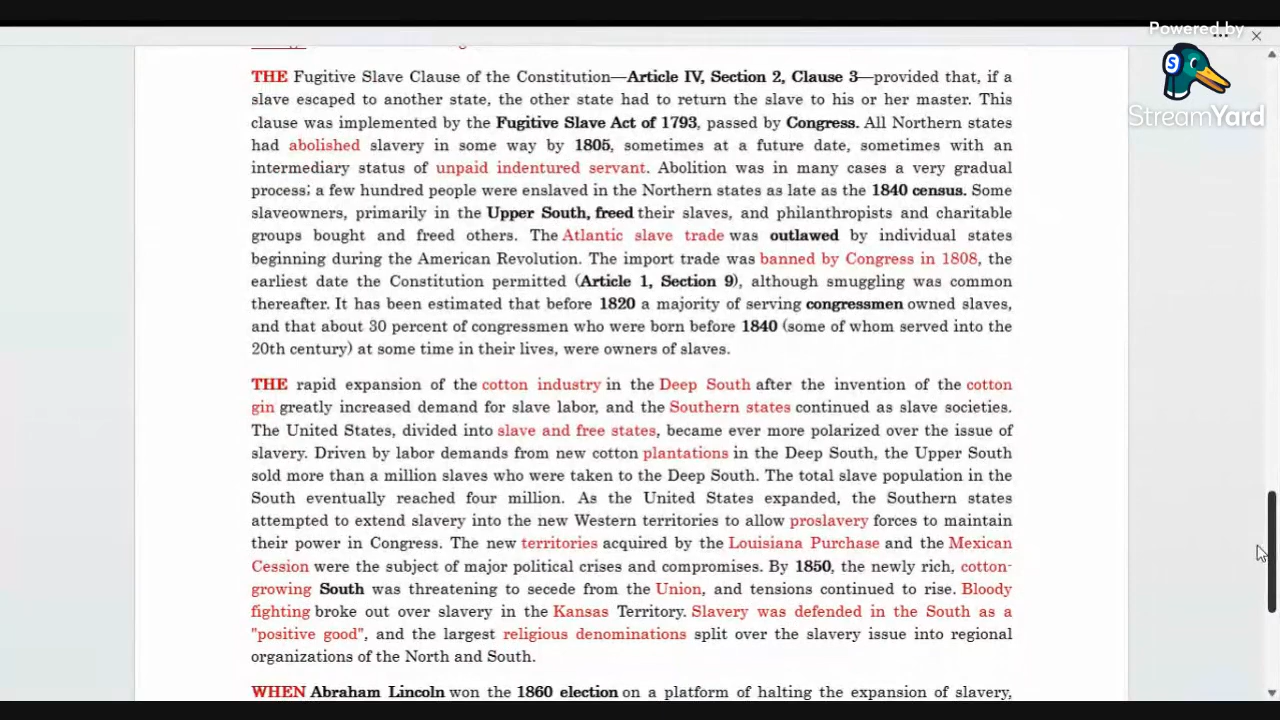 Powered by
StreamYard
THE Fugitive Slave Clause of the Constitution—Article IV, Section 2, Clause 3—provided that, if a
slave escaped to another state, the other state had to return the slave to his or her master. This
clause was implemented by the Fugitive Slave Act of 1793, passed by Congress. All Northern states
had abolished slavery in some way by 1805, sometimes at a future date, sometimes with an
intermediary status of unpaid indentured servant. Abolition was in many cases a very gradual
process; a few hundred people were enslaved in the Northern states as late as the 1840 census. Some
slaveowners, primarily in the Upper South, freed their slaves, and philanthropists and charitable
groups bought and freed others. The Atlantic slave trade was outlawed by individual states
beginning during the American Revolution. The import trade was banned by Congress in 1808, the
earliest date the Constitution permitted (Article 1, Section 9), although smuggling was common
thereafter. It has been estimated that before 1820 a majority of serving congressmen owned slaves,
and that about 30 percent of congressmen who were born before 1840 (some of whom served into the
20th century) at some time in their lives, were owners of slaves.
THE rapid expansion of the cotton industry in the Deep South after the invention of the cotton
gin greatly increased demand for slave labor, and the Southern states continued as slave societies.
The United States, divided into slave and free states, became ever more polarized over the issue of
slavery. Driven by labor demands from new cotton plantations in the Deep South, the Upper South
sold more than a million slaves who were taken to the Deep South. The total slave population in the
South eventually reached four million. As the United States expanded, the Southern states
attempted to extend slavery into the new Western territories to allow proslavery forces to maintain
their power in Congress. The new territories acquired by the Louisiana Purchase and the Mexican
Cession were the subject of major political crises and compromises. By 1850, the newly rich, cotton-
growing South was threatening to secede from the Union, and tensions continued to rise. Bloody
fighting broke out over slavery in the Kansas Territory. Slavery was defended in the South as a
"positive good", and the largest religious denominations split over the slavery issue into regional
organizations of the North and South.
WHEN Abraham Lincoln won the 1860 election on a platform of halting the expansion of slavery,